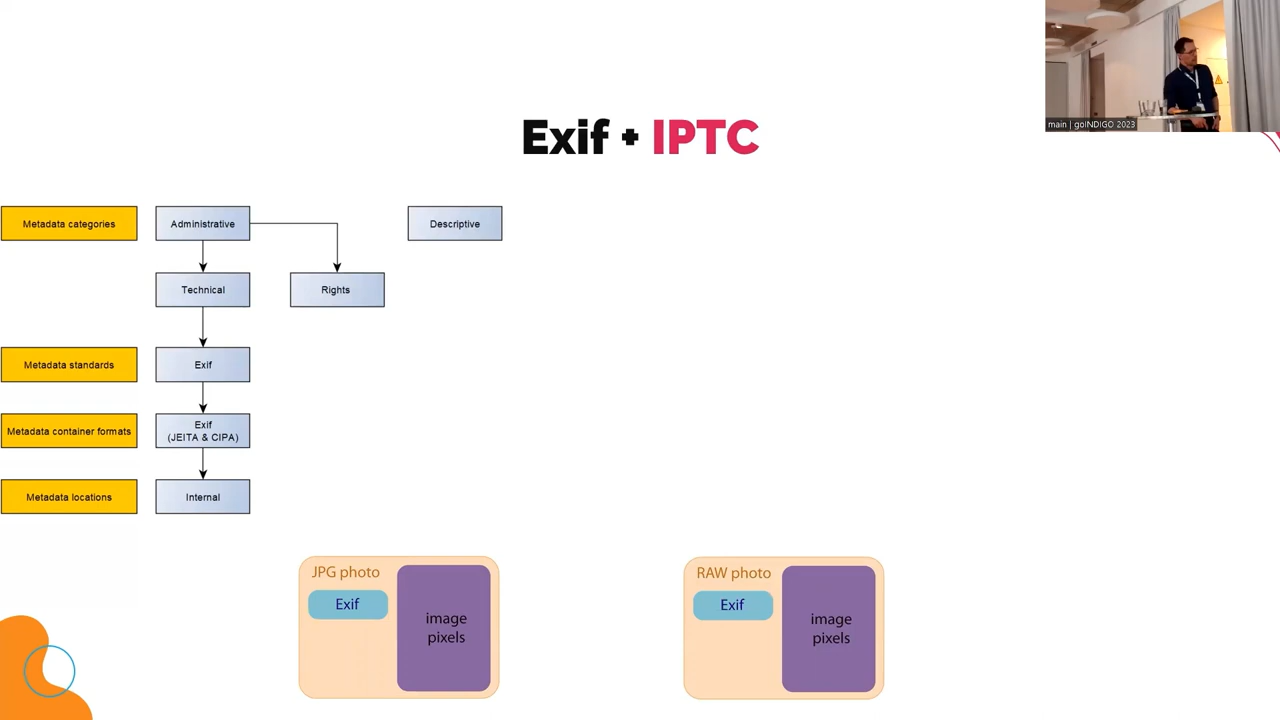 main | goINDIGO 2023
Exif + IPTC
Metadata categories
Administrative
Descriptive
Technical
Rights
Metadata standards
Exif
Metadata container formats
Exif
(JEITA & CIPA)
Metadata locations
Internal
JPG photo
Exif
image
pixels
RAW photo
Exif
image
pixels